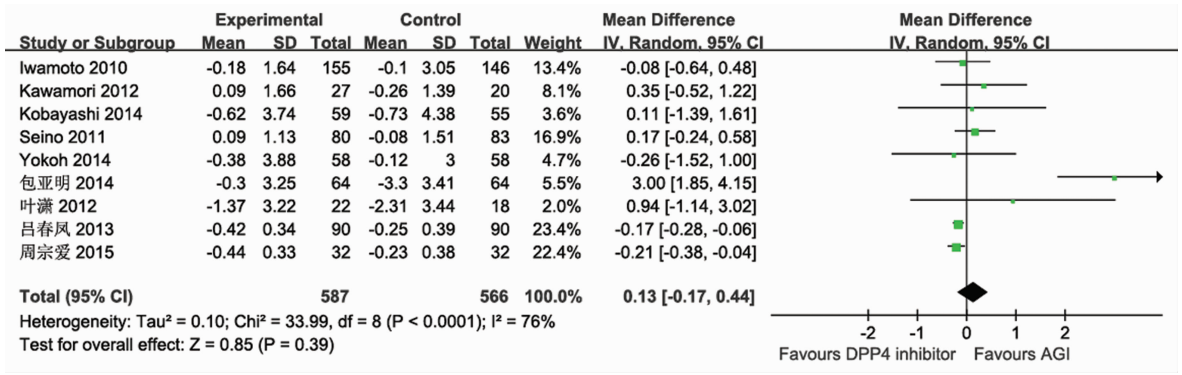 Experimental Control Mean Difference Mean Difference
Study or Subgroup Mean SD Total Mean SD Total Weight IV, Random, 95% CI IV, Random, 95% CI
Iwamoto 2010 -0.18 1.64 155 -0.1 3.05 146 13.4% -0.08 [-0.64, 0.48]
Kawamori 2012 0.09 1.66 27 -0.26 1.39 20 8.1% 0.35 [-0.52, 1.22]
Kobayashi 2014 -0.62 3.74 59 -0.73 4.38 55 3.6% 0.11 [-1.39, 1.61]
Seino 2011 0.09 1.13 80 -0.08 1.51 83 16.9% 0.17 [-0.24, 0.58]
Yokoh 2014 -0.38 3.88 58 -0.12 3 58 4.7% -0.26 [-1.52, 1.00]
包亚明 2014 -0.3 3.25 64 -3.3 3.41 64 5.5% 3.00 [1.85, 4.15]
叶潇 2012 -1.37 3.22 22 -2.31 3.44 18 2.0% 0.94 [-1.14, 3.02]
吕春凤 2013 -0.42 0.34 90 -0.25 0.39 90 23.4% -0.17 [-0.28, -0.06]
周宗爱 2015 -0.44 0.33 32 -0.23 0.38 32 22.4% -0.21 [-0.38, -0.04]
Total (95% CI) 587 566 100.0% 0.13 [-0.17, 0.44]
Heterogeneity: Tau² = 0.10; Chi² = 33.99, df = 8 (P < 0.0001); I² = 76%
Test for overall effect: Z = 0.85 (P = 0.39)
-2 -1 0 1 2
Favours DPP4 inhibitor Favours AGI